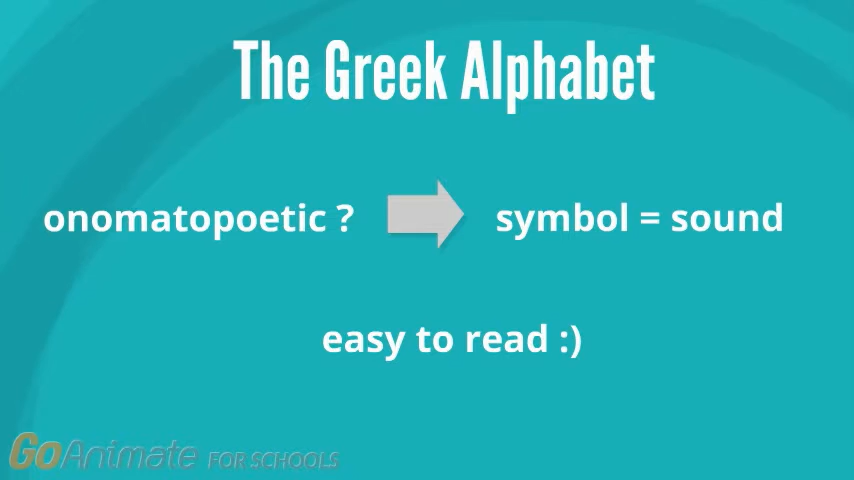 The Greek Alphabet
onomatopoetic ? symbol = sound
easy to read :)
GoAnimate FOR SCHOOLS